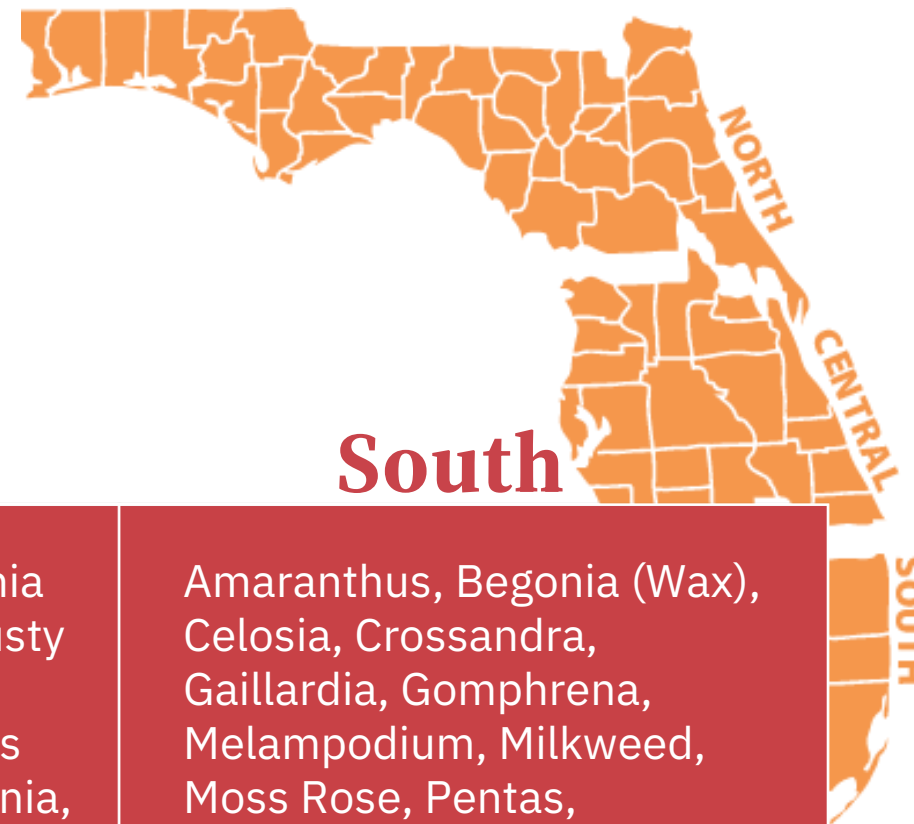 NORTH
CENTRAL
South
SOUTH
Amaranthus, Begonia (Wax),
Celosia, Crossandra,
Gaillardia, Gomphrena,
Melampodium, Milkweed,
Moss Rose, Pentas,